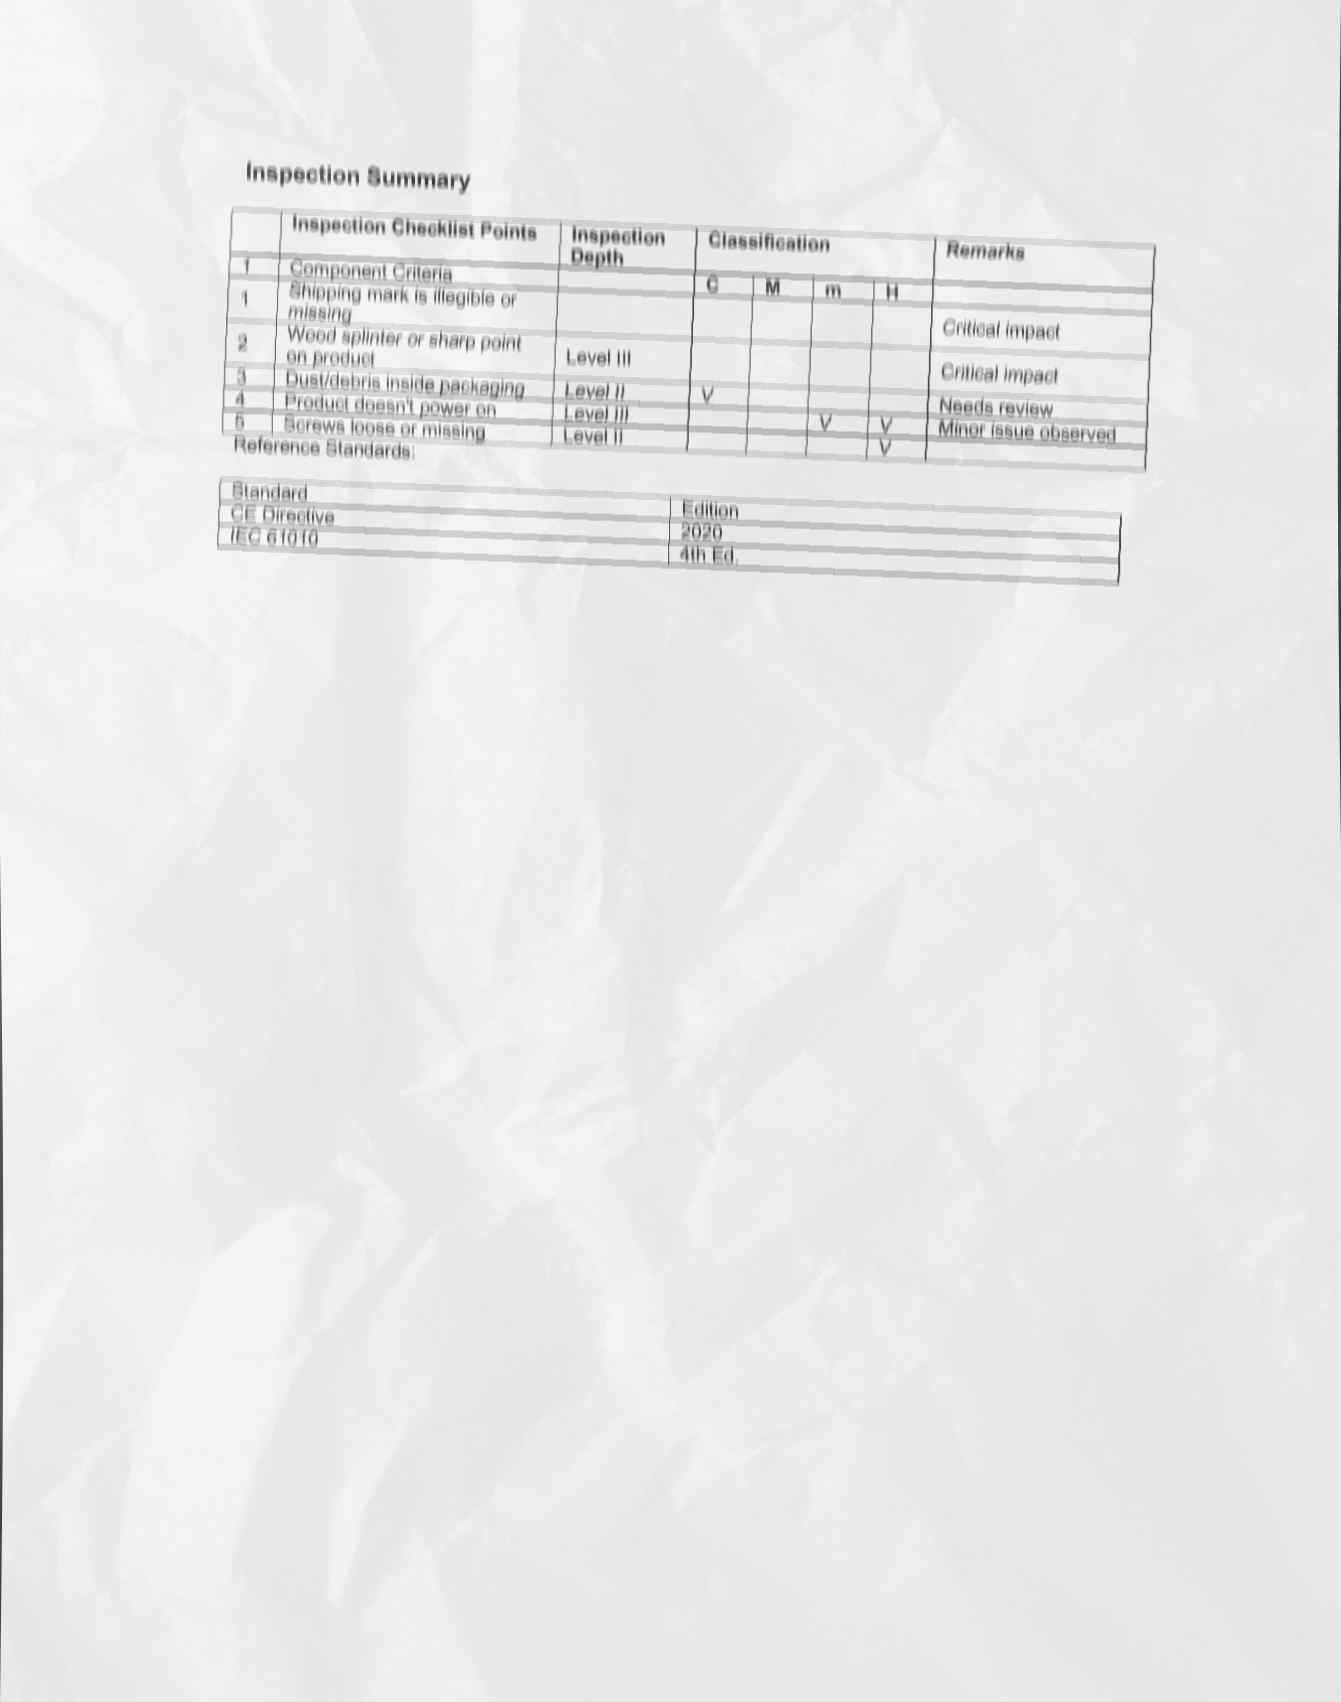 Inspection Summary
Inspection Checklist Points Inspection Depth Classification Remarks
1 Component Criteria C M m H
1 Shipping mark is illegible or missing Critical impact
2 Wood splinter or sharp point on product Level III Critical impact
3 Dust/debris inside packaging Level II V Needs review
4 Product doesn't power on Level III V V Minor issue observed
5 Screws loose or missing Level II V
Reference Standards:
Standard Edition
CE Directive 2020
IEC 61010 4th Ed.